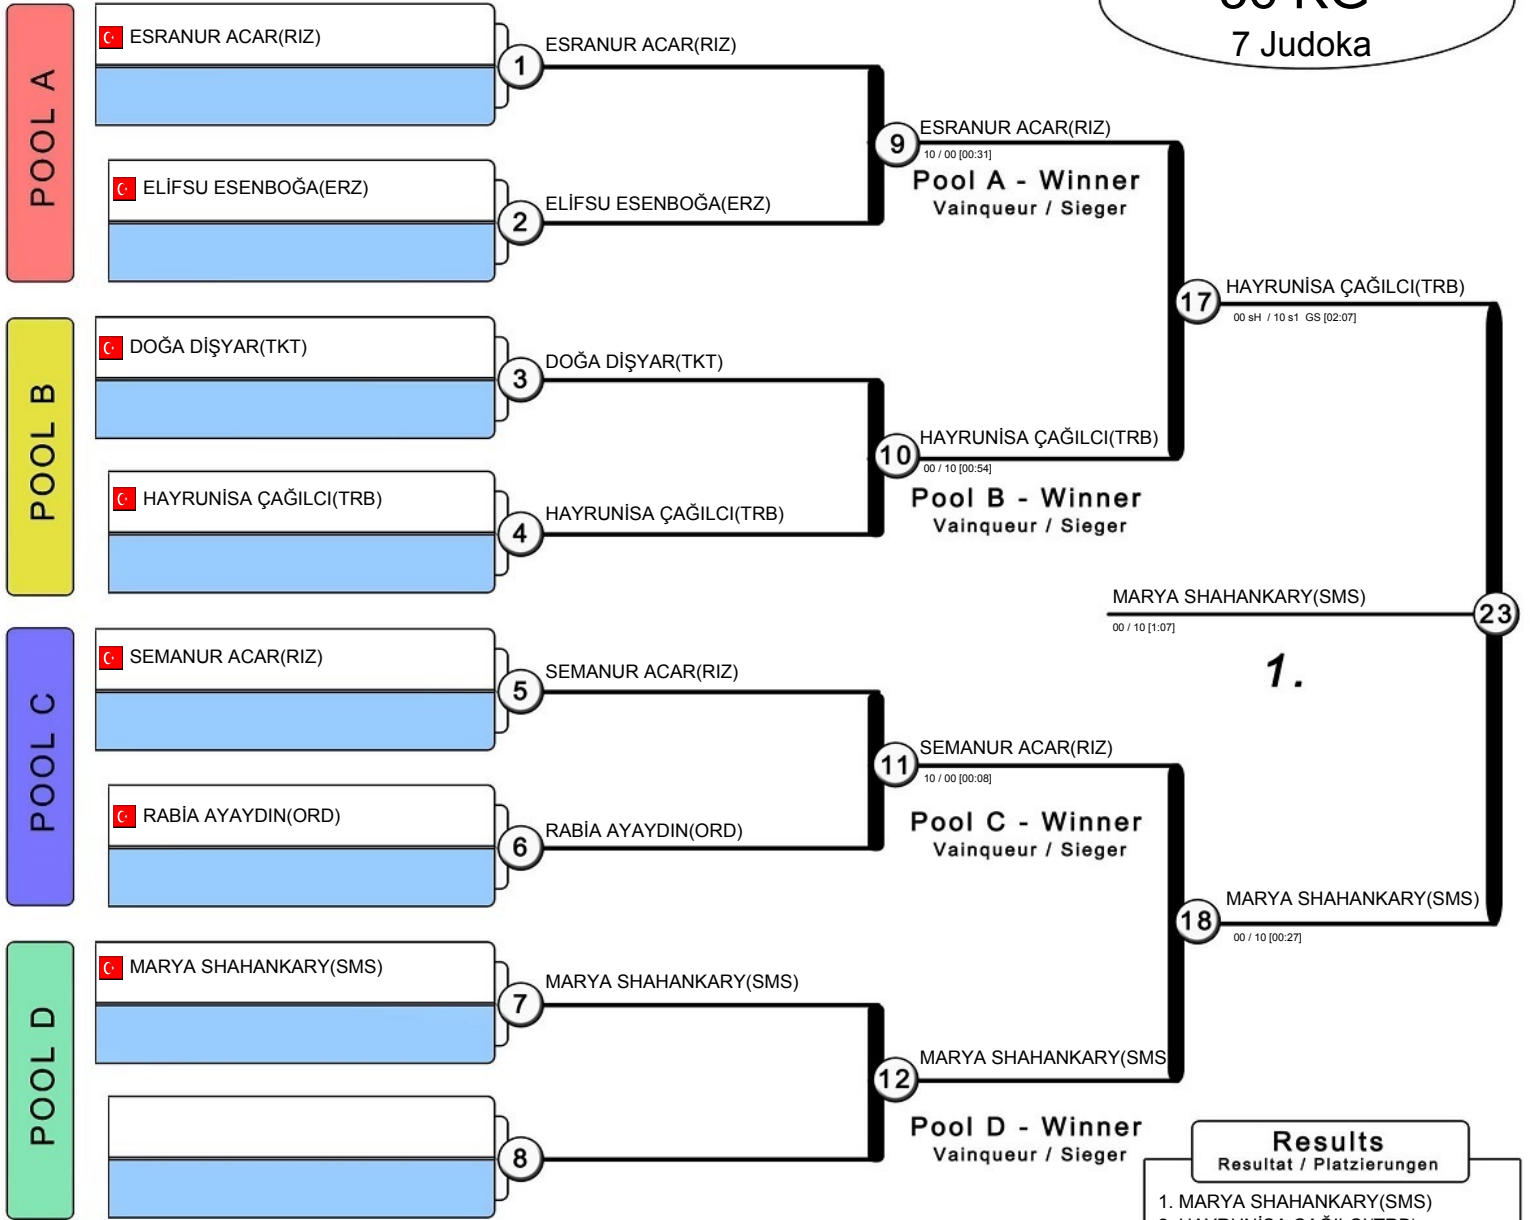 KG
7 Judoka
POOL A
ESRANUR ACAR(RIZ)
1
ESRANUR ACAR(RIZ)
ELİFSU ESENBOĞA(ERZ)
2
ELİFSU ESENBOĞA(ERZ)
9
ESRANUR ACAR(RIZ)
10 / 00 [00:31]
Pool A - Winner
Vainqueur / Sieger
POOL B
DOĞA DİŞYAR(TKT)
3
DOĞA DİŞYAR(TKT)
HAYRUNİSA ÇAĞILCI(TRB)
4
HAYRUNİSA ÇAĞILCI(TRB)
10
HAYRUNİSA ÇAĞILCI(TRB)
00 / 10 [00:54]
Pool B - Winner
Vainqueur / Sieger
17
HAYRUNİSA ÇAĞILCI(TRB)
00 sH / 10 s1 GS [02:07]
POOL C
SEMANUR ACAR(RIZ)
5
SEMANUR ACAR(RIZ)
RABİA AYAYDIN(ORD)
6
RABİA AYAYDIN(ORD)
11
SEMANUR ACAR(RIZ)
10 / 00 [00:08]
Pool C - Winner
Vainqueur / Sieger
POOL D
MARYA SHAHANKARY(SMS)
7
MARYA SHAHANKARY(SMS)
8
12
MARYA SHAHANKARY(SMS
Pool D - Winner
Vainqueur / Sieger
18
MARYA SHAHANKARY(SMS)
00 / 10 [00:27]
MARYA SHAHANKARY(SMS)
23
00 / 10 [1:07]
1.
Results
Resultat / Platzierungen
1. MARYA SHAHANKARY(SMS)